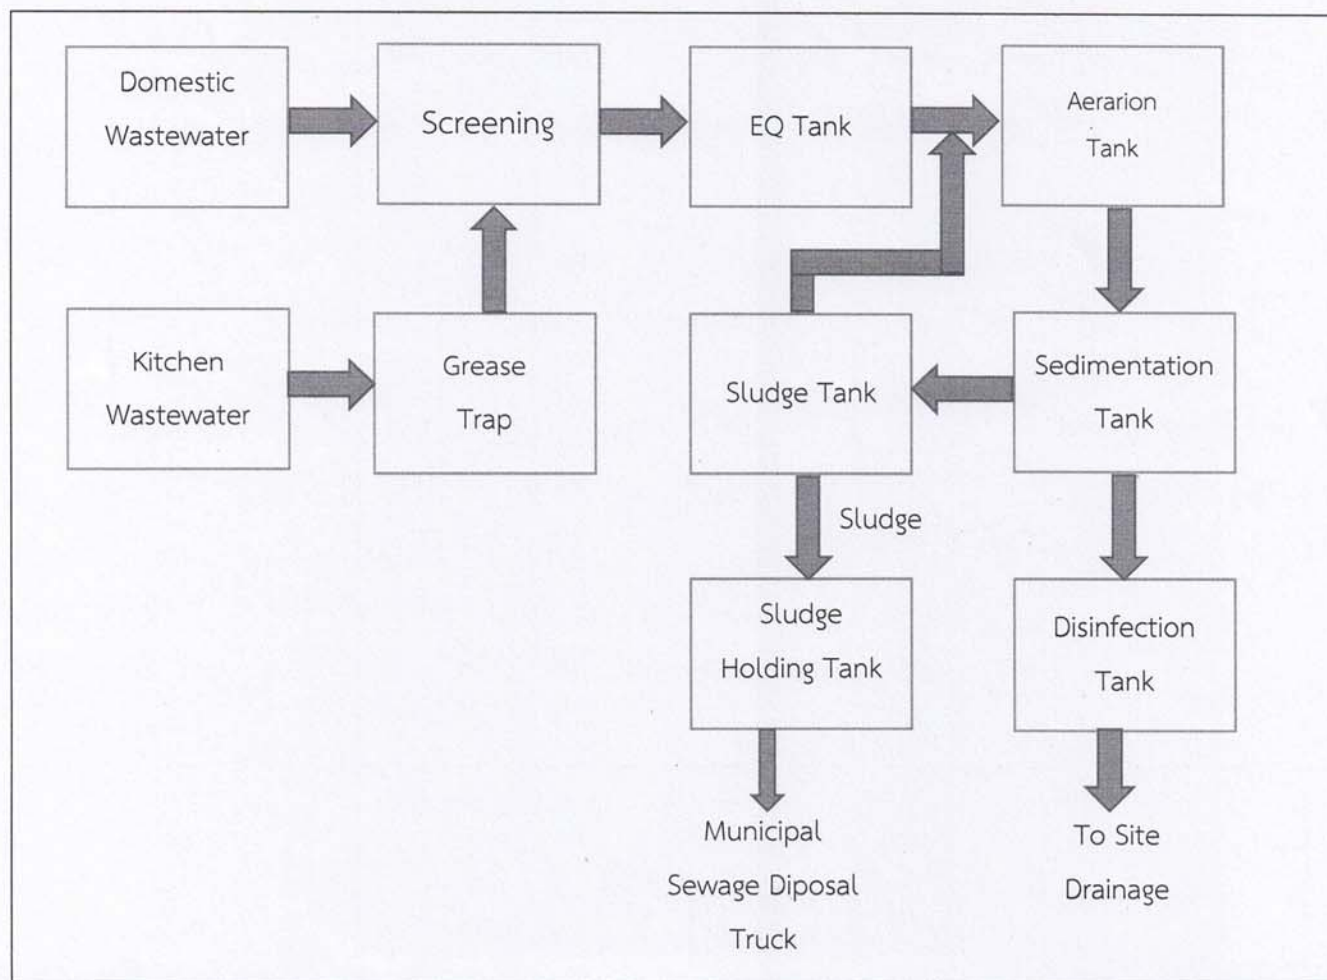 Domestic
Wastewater
Screening
EQ Tank
Aerarion
Tank
Kitchen
Wastewater
Grease
Trap
Sludge Tank
Sedimentation
Tank
Sludge
Sludge
Holding Tank
Disinfection
Tank
Municipal
Sewage Diposal
Truck
To Site
Drainage